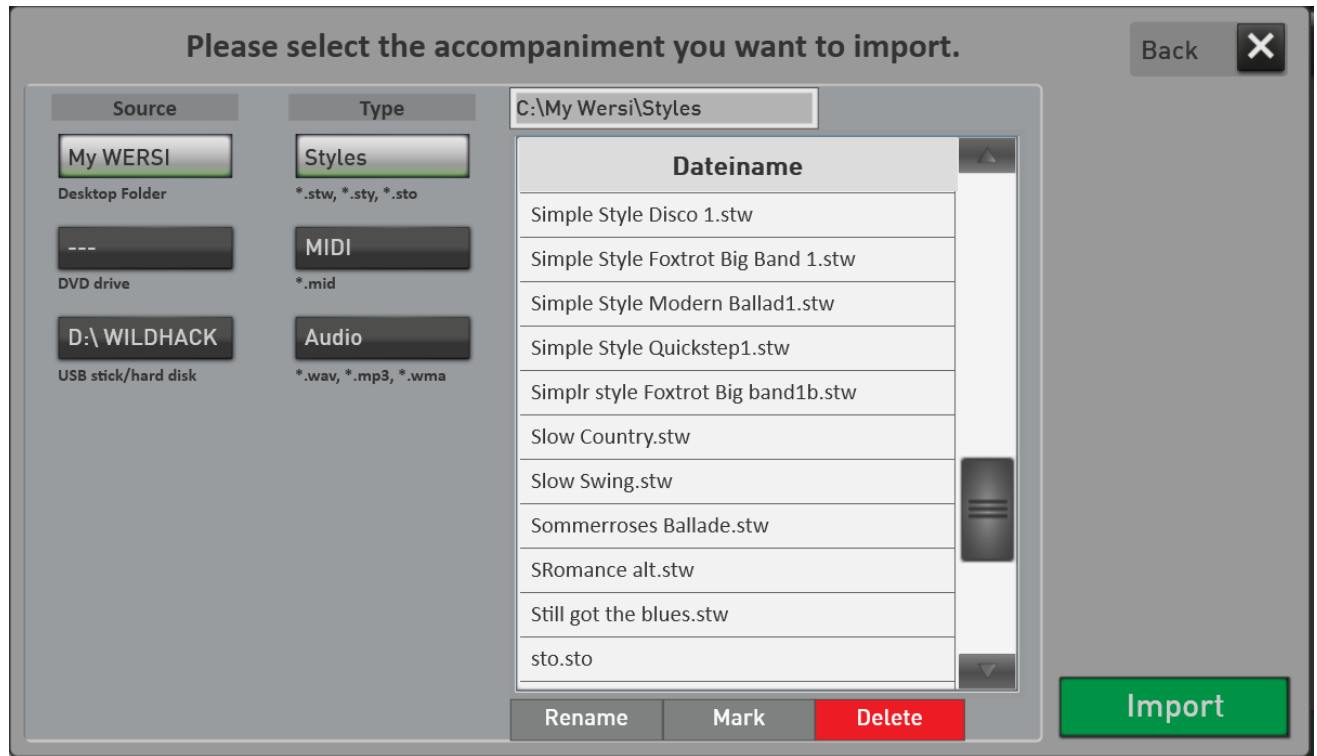 Please select the accompaniment you want to import.
Back
Source
Type
C:\My Wersi\Styles
My WERSI
Desktop Folder
Styles
*.stw, *.sty, *.sto
---
DVD drive
MIDI
*.mid
D:\ WILDHACK
USB stick/hard disk
Audio
*.wav, *.mp3, *.wma
Dateiname
Simple Style Disco 1.stw
Simple Style Foxtrot Big Band 1.stw
Simple Style Modern Ballad1.stw
Simple Style Quickstep1.stw
Simplr style Foxtrot Big band1b.stw
Slow Country.stw
Slow Swing.stw
Sommerroses Ballade.stw
SRomance alt.stw
Still got the blues.stw
sto.sto
Rename Mark Delete
Import